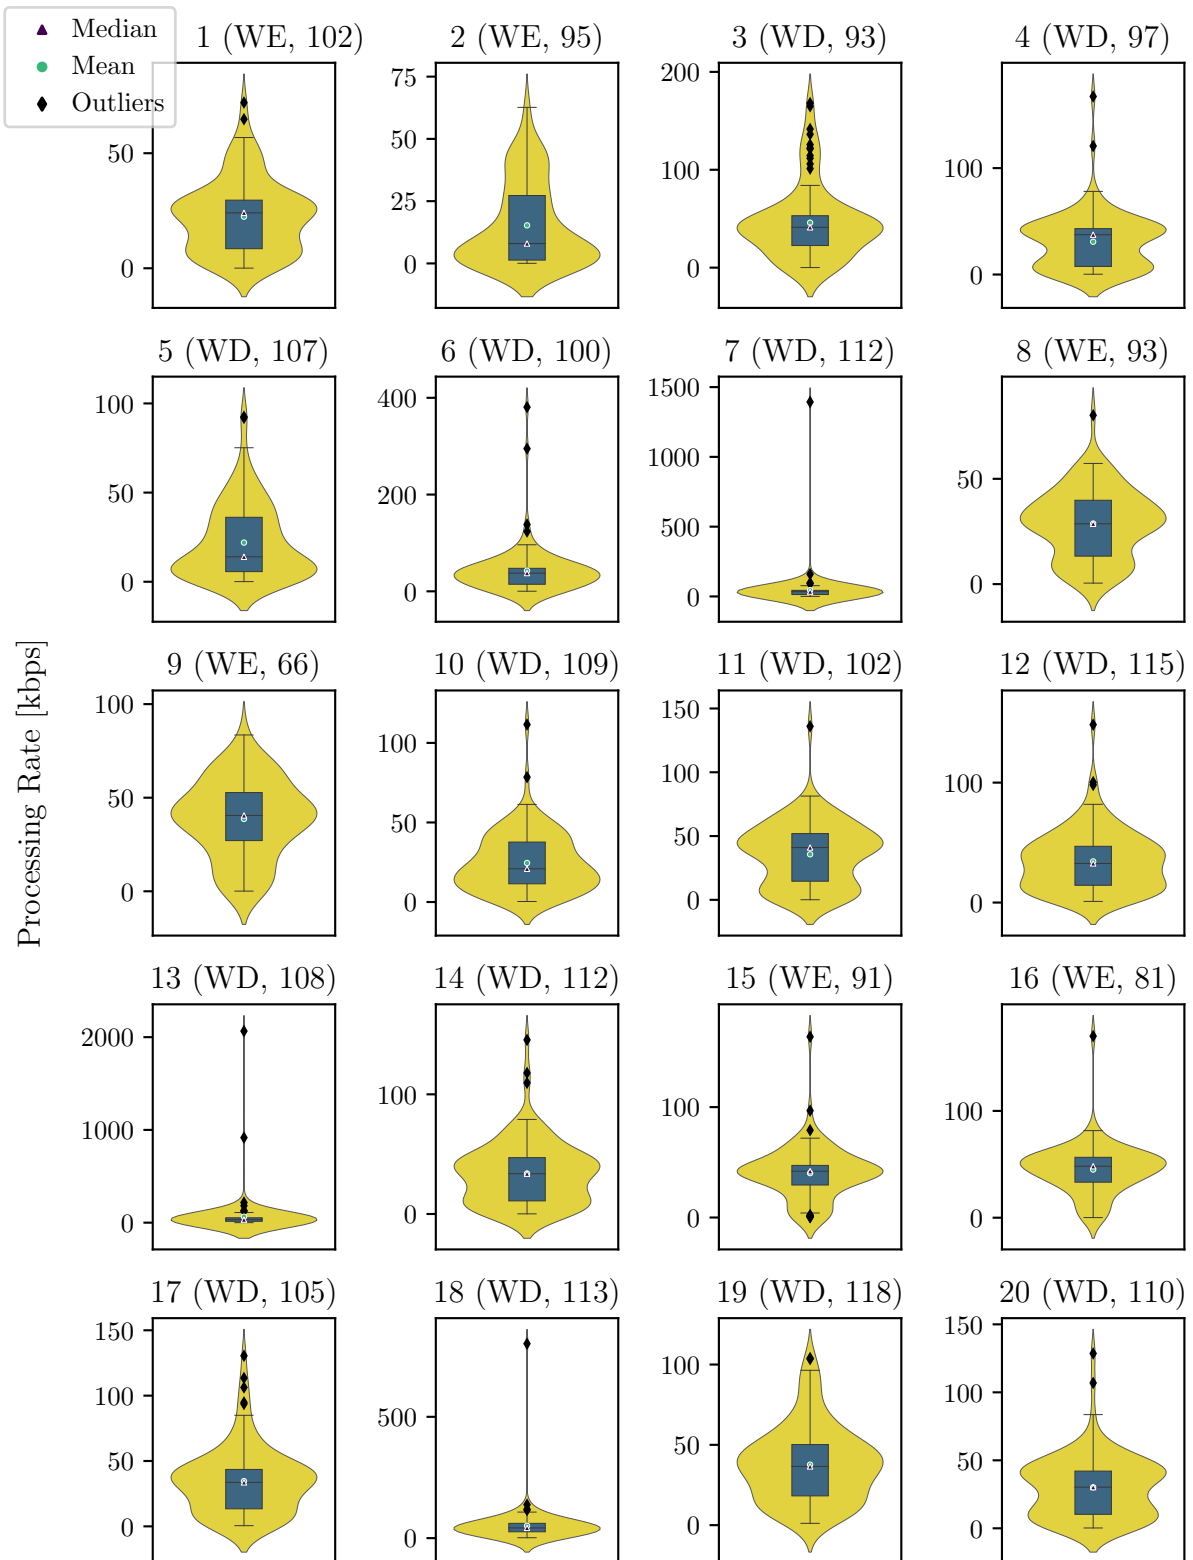 Median
Mean
Outliers
1 (WE, 102)
2 (WE, 95)
3 (WD, 93)
4 (WD, 97)
50
0
75
50
25
0
200
100
0
100
0
5 (WD, 107)
6 (WD, 100)
7 (WD, 112)
8 (WE, 93)
100
50
0
400
200
0
1500
1000
500
0
50
0
Processing Rate [kbps]
9 (WE, 66)
10 (WD, 109)
11 (WD, 102)
12 (WD, 115)
100
50
0
100
50
0
150
100
50
0
100
0
13 (WD, 108)
14 (WD, 112)
15 (WE, 91)
16 (WE, 81)
2000
1000
0
100
0
100
0
100
0
17 (WD, 105)
18 (WD, 113)
19 (WD, 118)
20 (WD, 110)
150
100
50
0
500
0
100
50
0
150
100
50
0